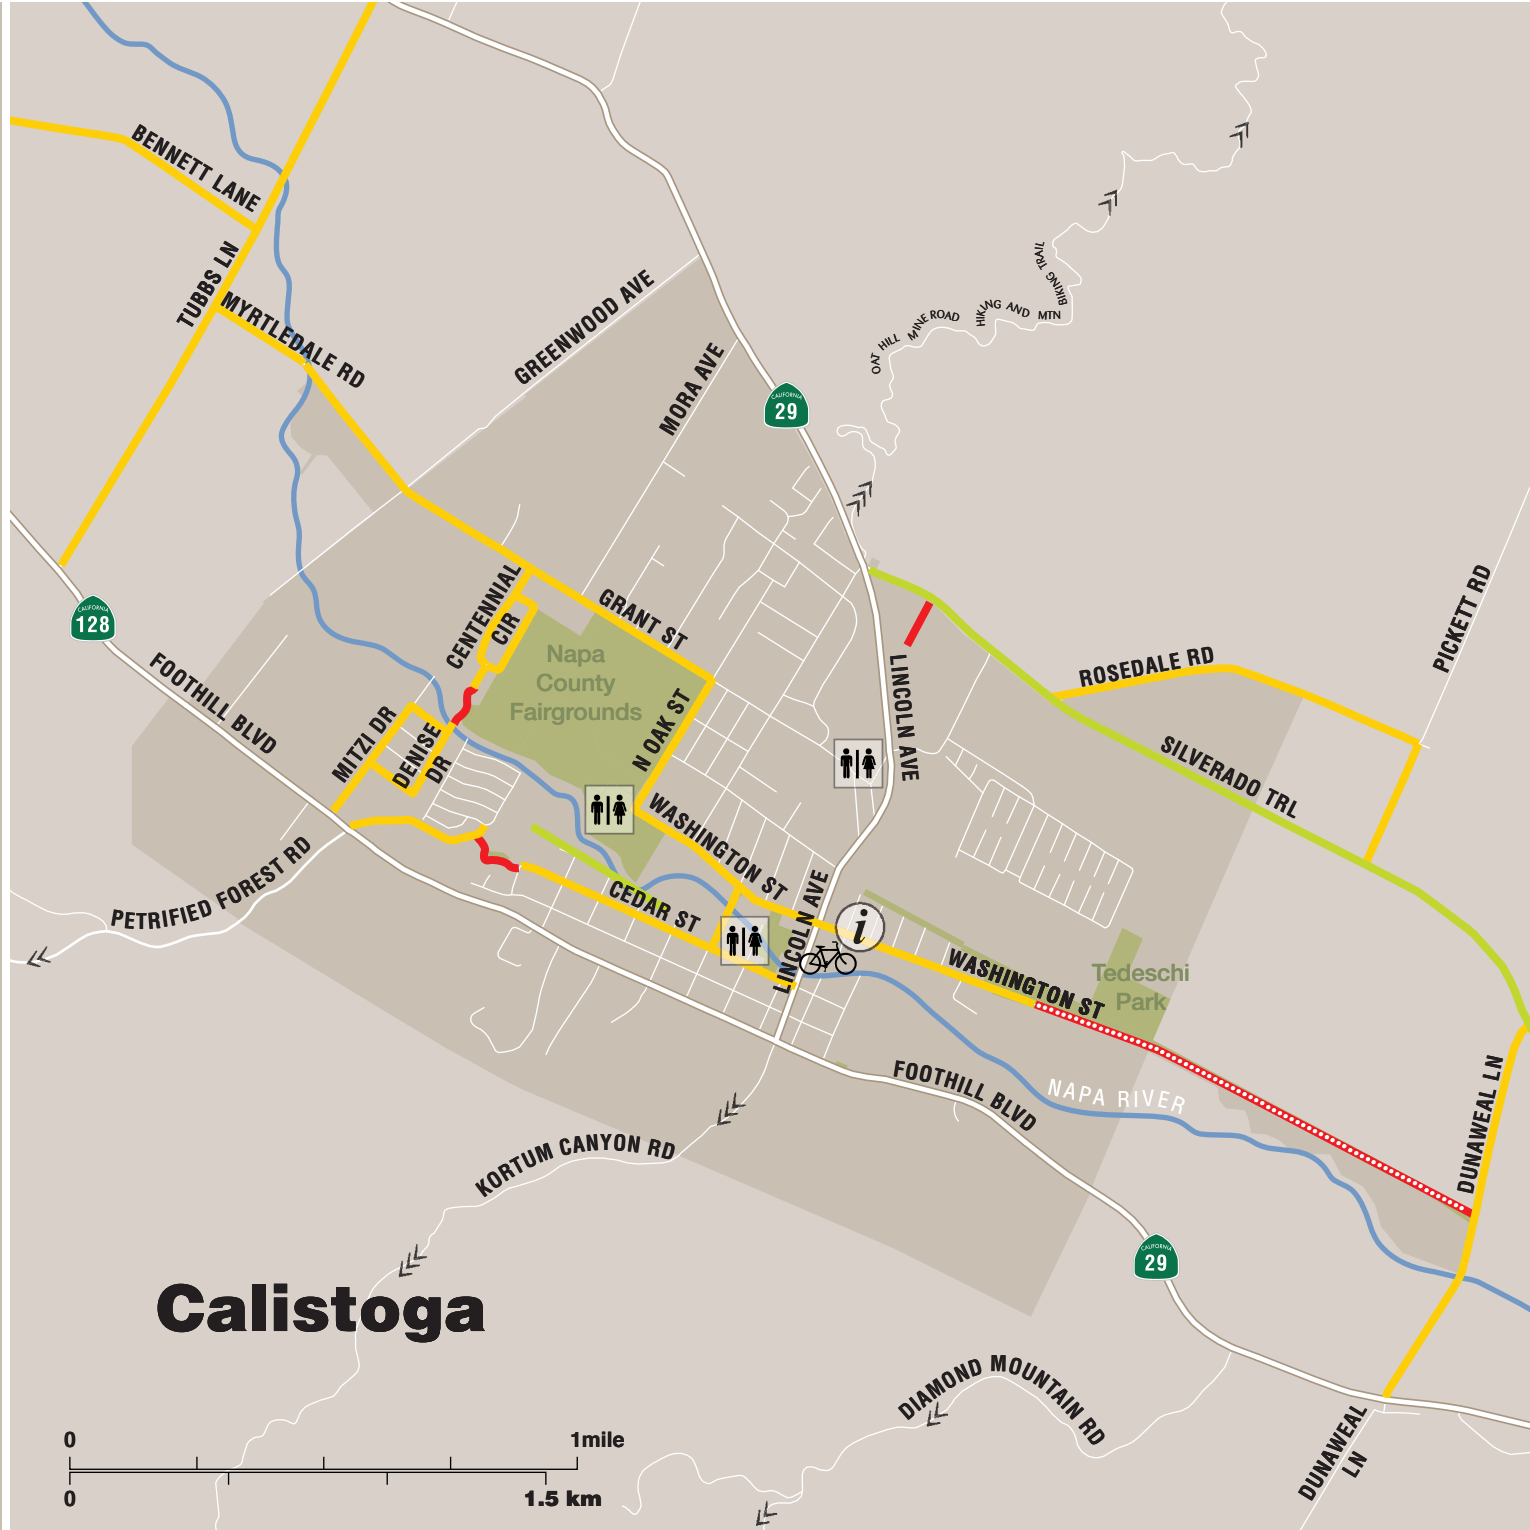 BENNETT LANE
TUBBS LN
MYRTLEDALE RD
GREENWOOD AVE
MORA AVE
CALIFORNIA
29
OAT HILL MINE ROAD HIKING AND MTN BIKING TRAIL
CALIFORNIA
128
FOOTHILL BLVD
CENTENNIAL
CIR
GRANT ST
Napa
County
Fairgrounds
N OAK ST
MITZI DR
DENISE
DR
LINCOLN AVE
ROSEDALE RD
PICKETT RD
SILVERADO TRL
PETRIFIED FOREST RD
WASHINGTON ST
CEDAR ST
LINCOLN AVE
i
WASHINGTON ST
Tedeschi
Park
FOOTHILL BLVD
NAPA RIVER
DUNAWEAL LN
KORTUM CANYON RD
CALIFORNIA
29
Calistoga
DIAMOND MOUNTAIN RD
DUNAWEAL
LN
0
1mile
0
1.5 km